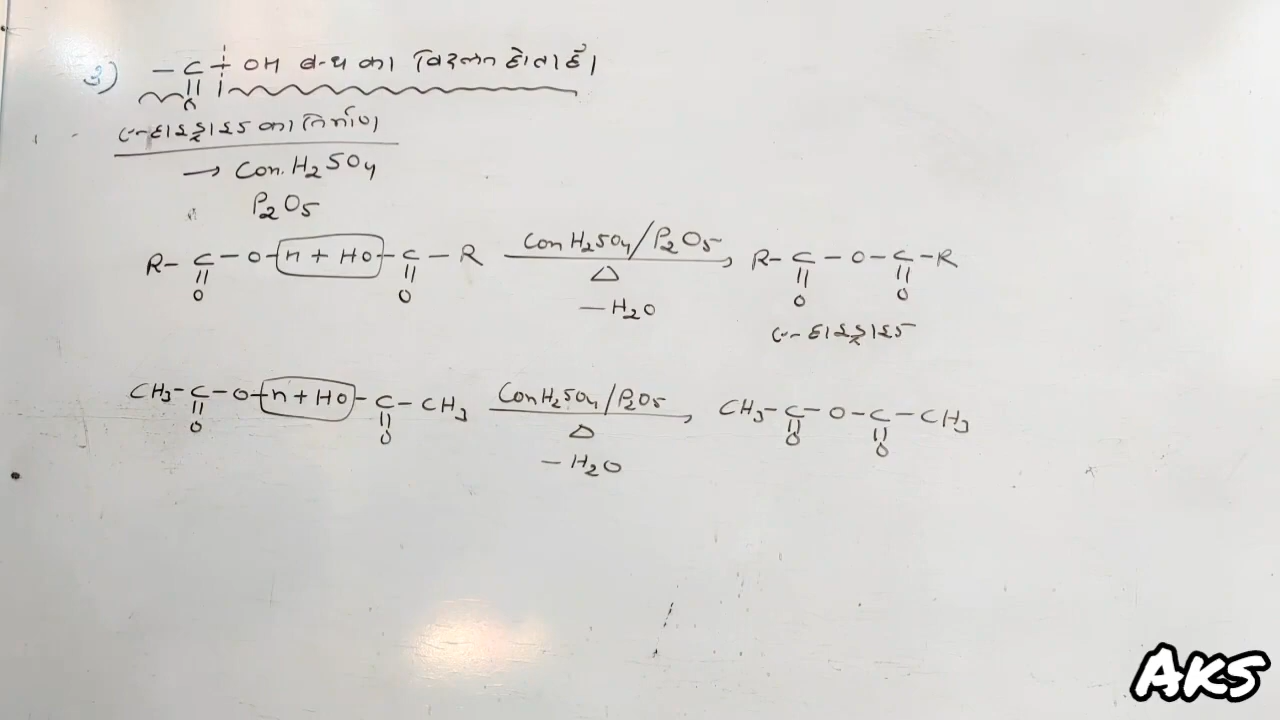 3) -C+OH बन्ध का विदलन होता है।
||
O
एनहाइड्राइड का निर्माण
→ Con. H₂SO₄
P₂O₅
R-C-O-H + HO-C-R Con H₂SO₄/P₂O₅ → R-C-O-C-R
|| || △ || ||
O O -H₂O O O
एनहाइड्राइड
CH₃-C-O-H + HO-C-CH₃ Con H₂SO₄/P₂O₅ → CH₃-C-O-C-CH₃
|| || △ || ||
O O -H₂O O O
AKS